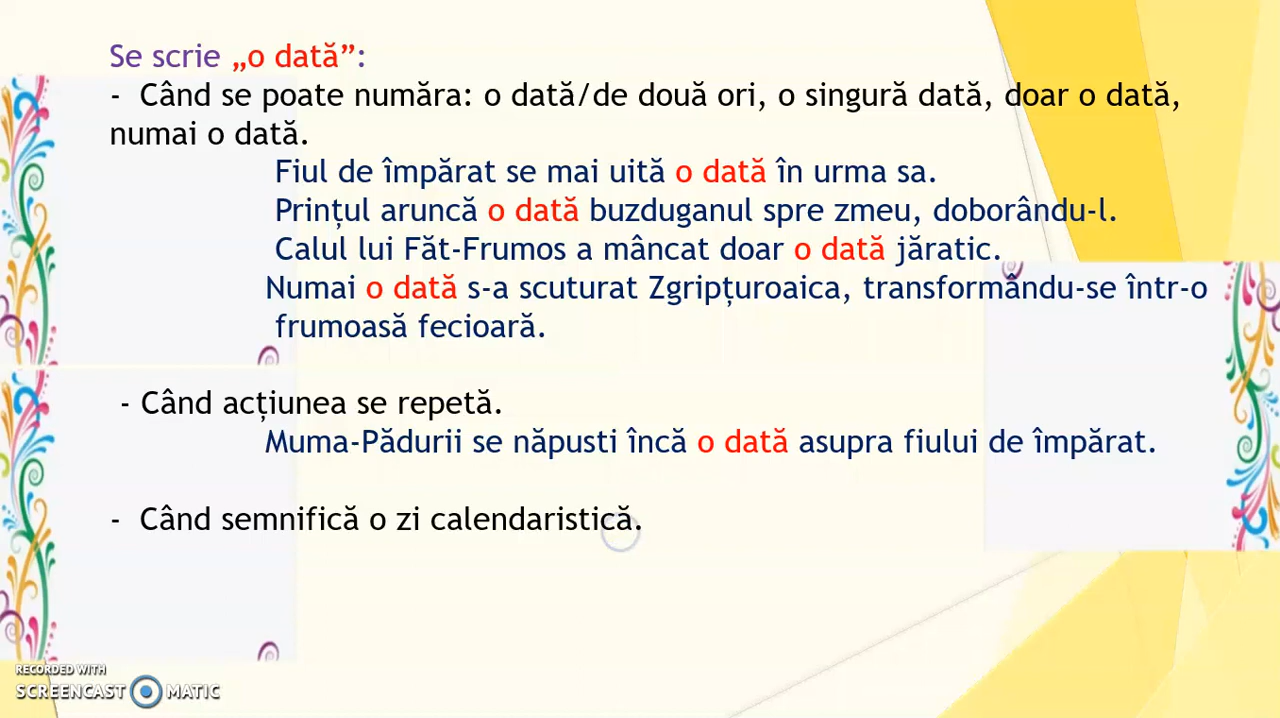 Se scrie „o dată”:
- Când se poate număra: o dată/de două ori, o singură dată, doar o dată,
numai o dată.
Fiul de împărat se mai uită o dată în urma sa.
Prințul aruncă o dată buzduganul spre zmeu, doborându-l.
Calul lui Făt-Frumos a mâncat doar o dată jăratic.
Numai o dată s-a scuturat Zgripțuroaica, transformându-se într-o
frumoasă fecioară.
- Când acțiunea se repetă.
Muma-Pădurii se năpusti încă o dată asupra fiului de împărat.
- Când semnifică o zi calendaristică.
RECORDED WITH
SCREENCAST MATIC